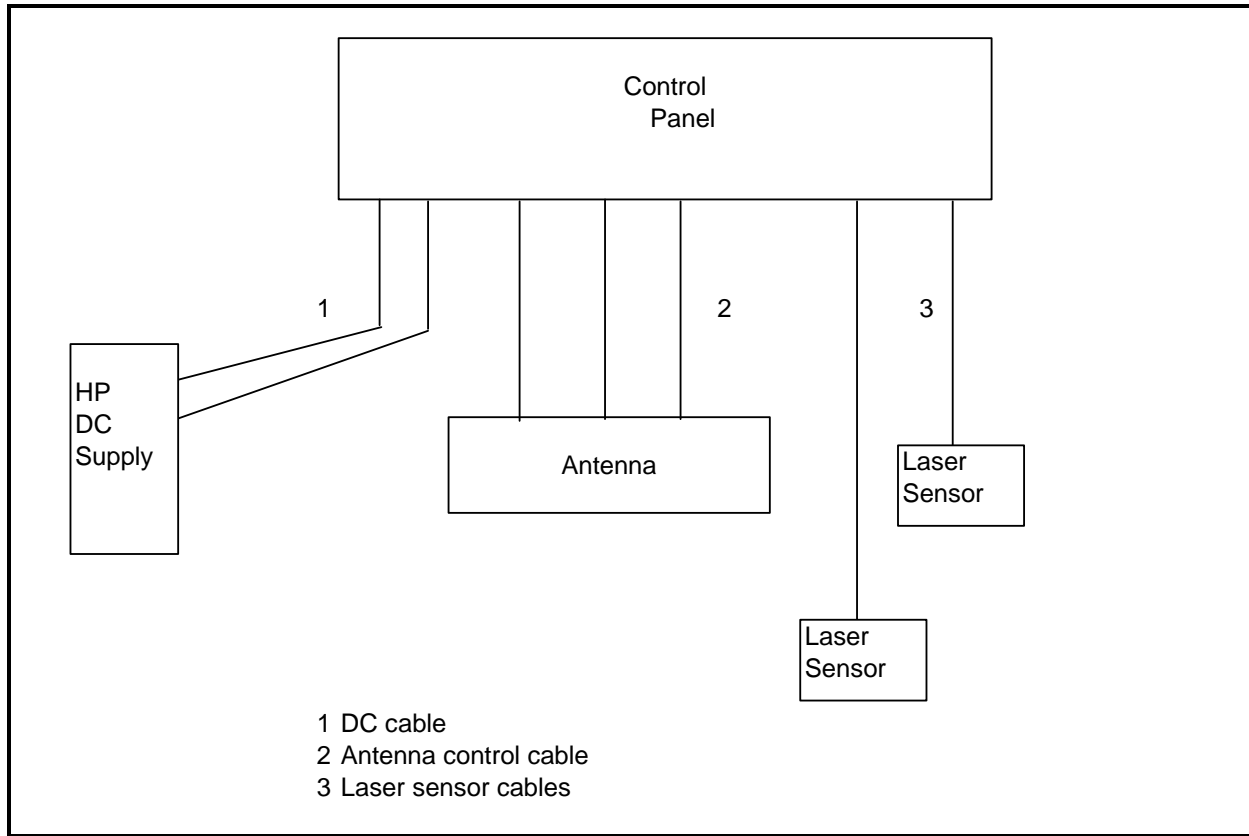 Control
Panel
1
2
3
HP
DC
Supply
Antenna
Laser
Sensor
Laser
Sensor
1 DC cable
2 Antenna control cable
3 Laser sensor cables